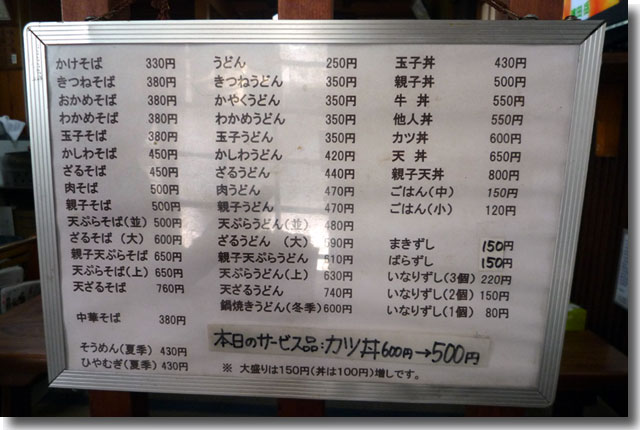 かけそば 330円
きつねそば 380円
おかめそば 380円
わかめそば 380円
玉子そば 380円
かしわそば 450円
ざるそば 450円
肉そば 500円
親子そば 500円
天ぷらそば(並) 500円
ざるそば (大) 600円
親子天ぷらそば 650円
天ぷらそば(上) 650円
天ざるそば 760円
中華そば 380円
そうめん(夏季) 430円
ひやむぎ(夏季) 430円
うどん 250円
きつねうどん 350円
かやくうどん 350円
わかめうどん 350円
玉子うどん 350円
かしわうどん 420円
ざるうどん 440円
肉うどん 470円
親子うどん 470円
天ぷらうどん(並) 480円
ざるうどん (大) 590円
親子天ぷらうどん 510円
天ぷらうどん(上) 630円
天ざるうどん 740円
鍋焼きうどん(冬季) 600円
玉子丼 430円
親子丼 500円
牛 丼 550円
他人丼 550円
カツ丼 600円
天 丼 650円
親子天丼 800円
ごはん(中) 150円
ごはん(小) 120円
まきずし 150円
ばらずし 150円
いなりずし(3個) 220円
いなりずし(2個) 150円
いなりずし(1個) 80円
本日のサービス品:カツ丼600円→500円
※ 大盛りは150円(丼は100円)増しです。